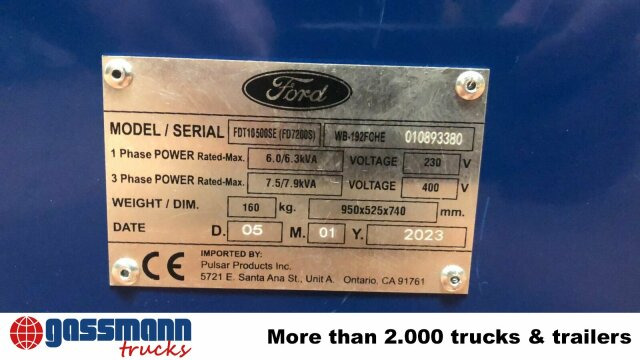 Ford
MODEL / SERIAL FDT10500SE (FD7200S) WB-192FCHE 010893380
1 Phase POWER Rated-Max. 6.0/6.3kVA VOLTAGE 230 V
3 Phase POWER Rated-Max. 7.5/7.9kVA VOLTAGE 400 V
WEIGHT / DIM. 160 kg. 950x525x740 mm.
DATE D. 05 M. 01 Y. 2023
CE IMPORTED BY:
Pulsar Products Inc.
5721 E. Santa Ana St., Unit A. Ontario, CA 91761
gassmann
trucks
More than 2.000 trucks & trailers